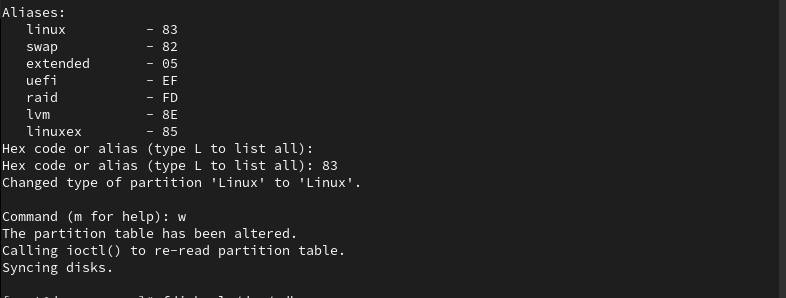 Aliases:
linux - 83
swap - 82
extended - 05
uefi - EF
raid - FD
lvm - 8E
linuxex - 85
Hex code or alias (type L to list all):
Hex code or alias (type L to list all): 83
Changed type of partition 'Linux' to 'Linux'.
Command (m for help): w
The partition table has been altered.
Calling ioctl() to re-read partition table.
Syncing disks.